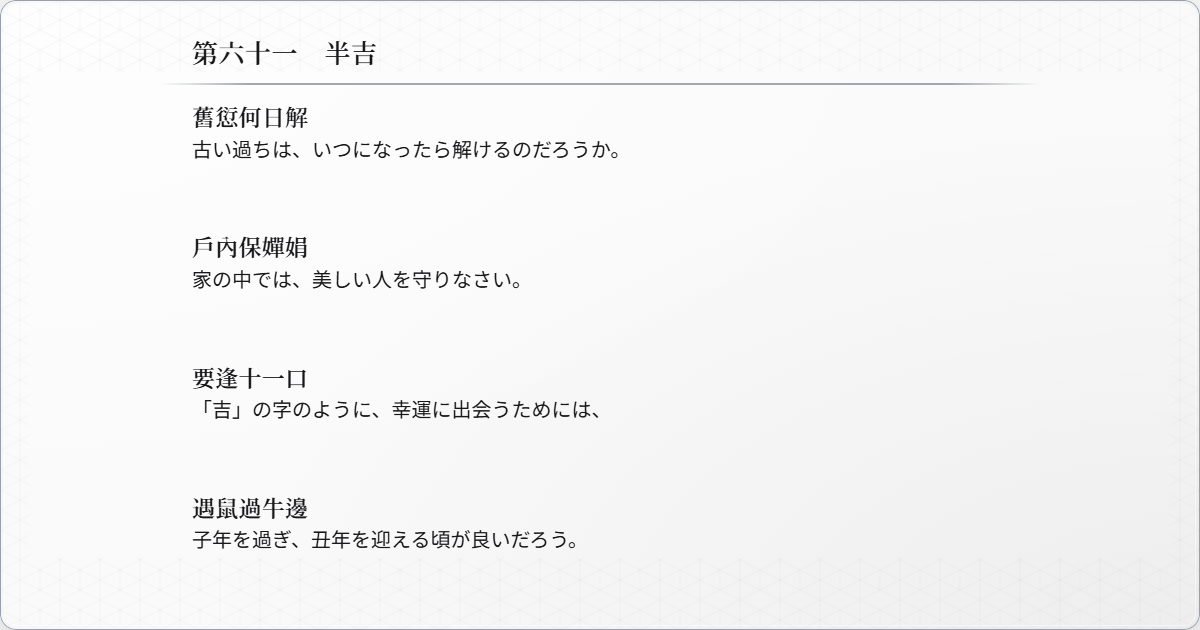 第六十一　半吉
舊愆何日解
古い過ちは、いつになったら解けるのだろうか。
戶內保嬋娟
家の中では、美しい人を守りなさい。
要逢十一口
「吉」の字のように、幸運に出会うためには、
遇鼠過牛邊
子年を過ぎ、丑年を迎える頃が良いだろう。